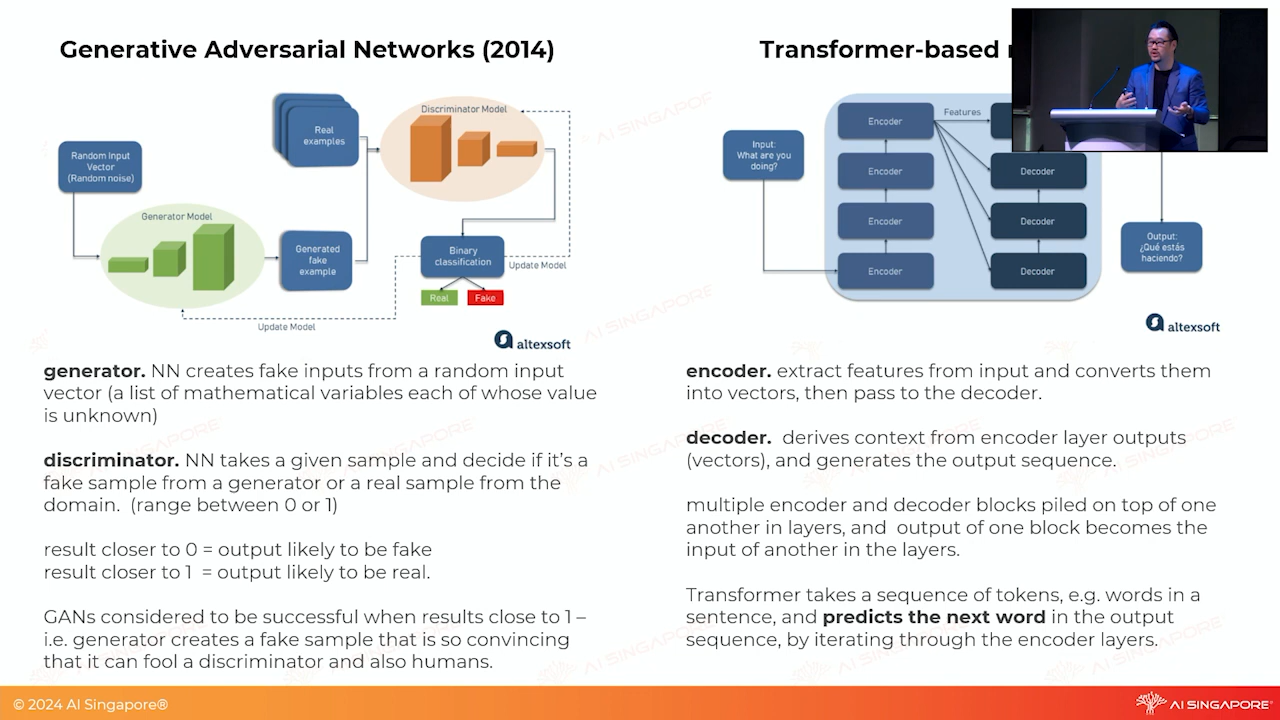 Generative Adversarial Networks (2014)
Random Input
Vector
(Random noise)
Real
examples
Discriminator Model
Generator Model
Generated
fake
example
Binary
classification
Update Model
Real
Fake
Update Model
altexsoft
generator. NN creates fake inputs from a random input
vector (a list of mathematical variables each of whose value
is unknown)
discriminator. NN takes a given sample and decide if it's a
fake sample from a generator or a real sample from the
domain. (range between 0 or 1)
result closer to 0 = output likely to be fake
result closer to 1 = output likely to be real.
GANs considered to be successful when results close to 1 –
i.e. generator creates a fake sample that is so convincing
that it can fool a discriminator and also humans.
Transformer-based
Input:
What are you
doing?
Encoder
Encoder
Encoder
Encoder
Features
Decoder
Decoder
Decoder
Output:
¿Qué estás
haciendo?
altexsoft
encoder. extract features from input and converts them
into vectors, then pass to the decoder.
decoder. derives context from encoder layer outputs
(vectors), and generates the output sequence.
multiple encoder and decoder blocks piled on top of one
another in layers, and output of one block becomes the
input of another in the layers.
Transformer takes a sequence of tokens, e.g. words in a
sentence, and predicts the next word in the output
sequence, by iterating through the encoder layers.
© 2024 AI Singapore®
AI SINGAPORE